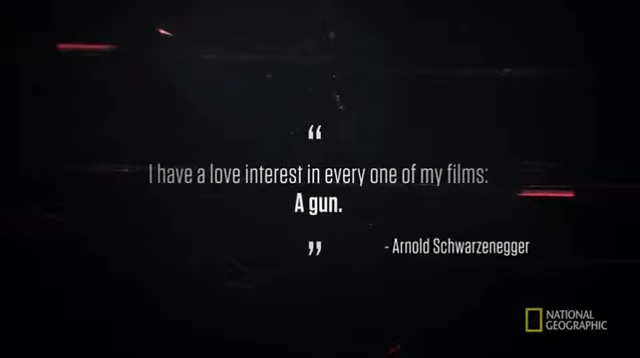 “
I have a love interest in every one of my films:
A gun.
”
- Arnold Schwarzenegger
NATIONAL
GEOGRAPHIC